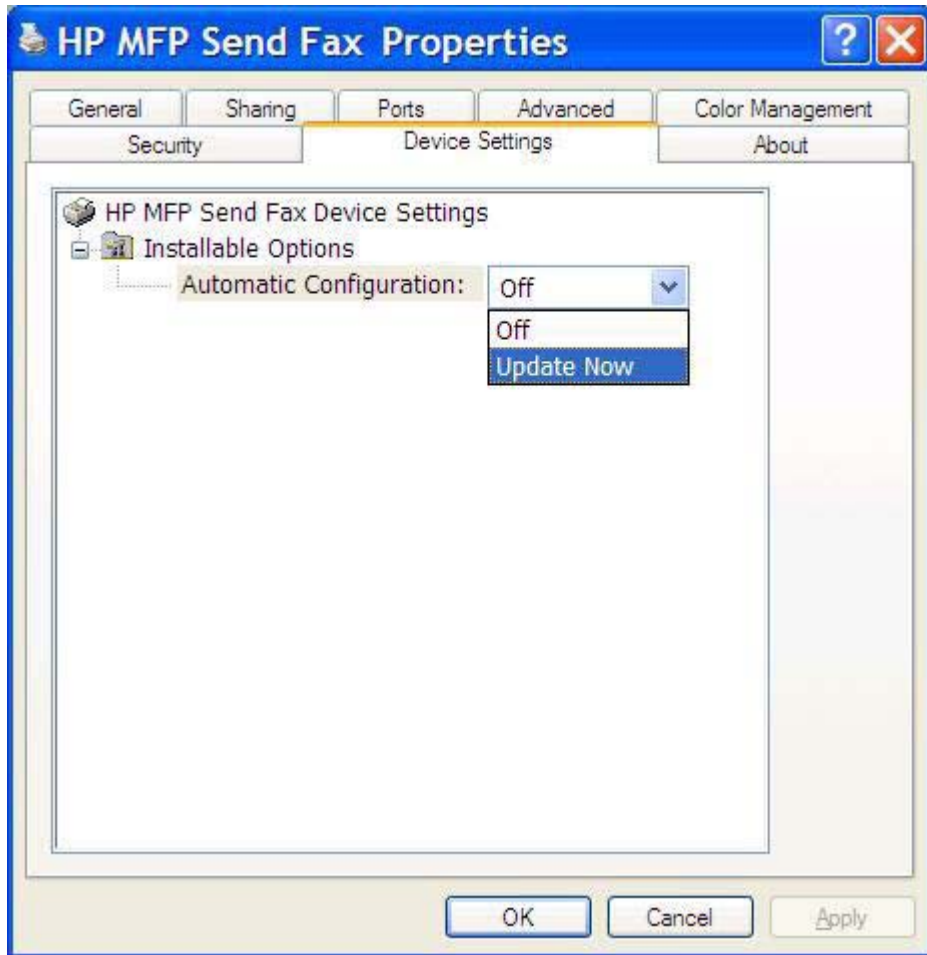 HP MFP Send Fax Properties
General Sharing Ports Advanced Color Management
Security Device Settings About
HP MFP Send Fax Device Settings
Installable Options
Automatic Configuration: Off
Off
Update Now
OK Cancel Apply